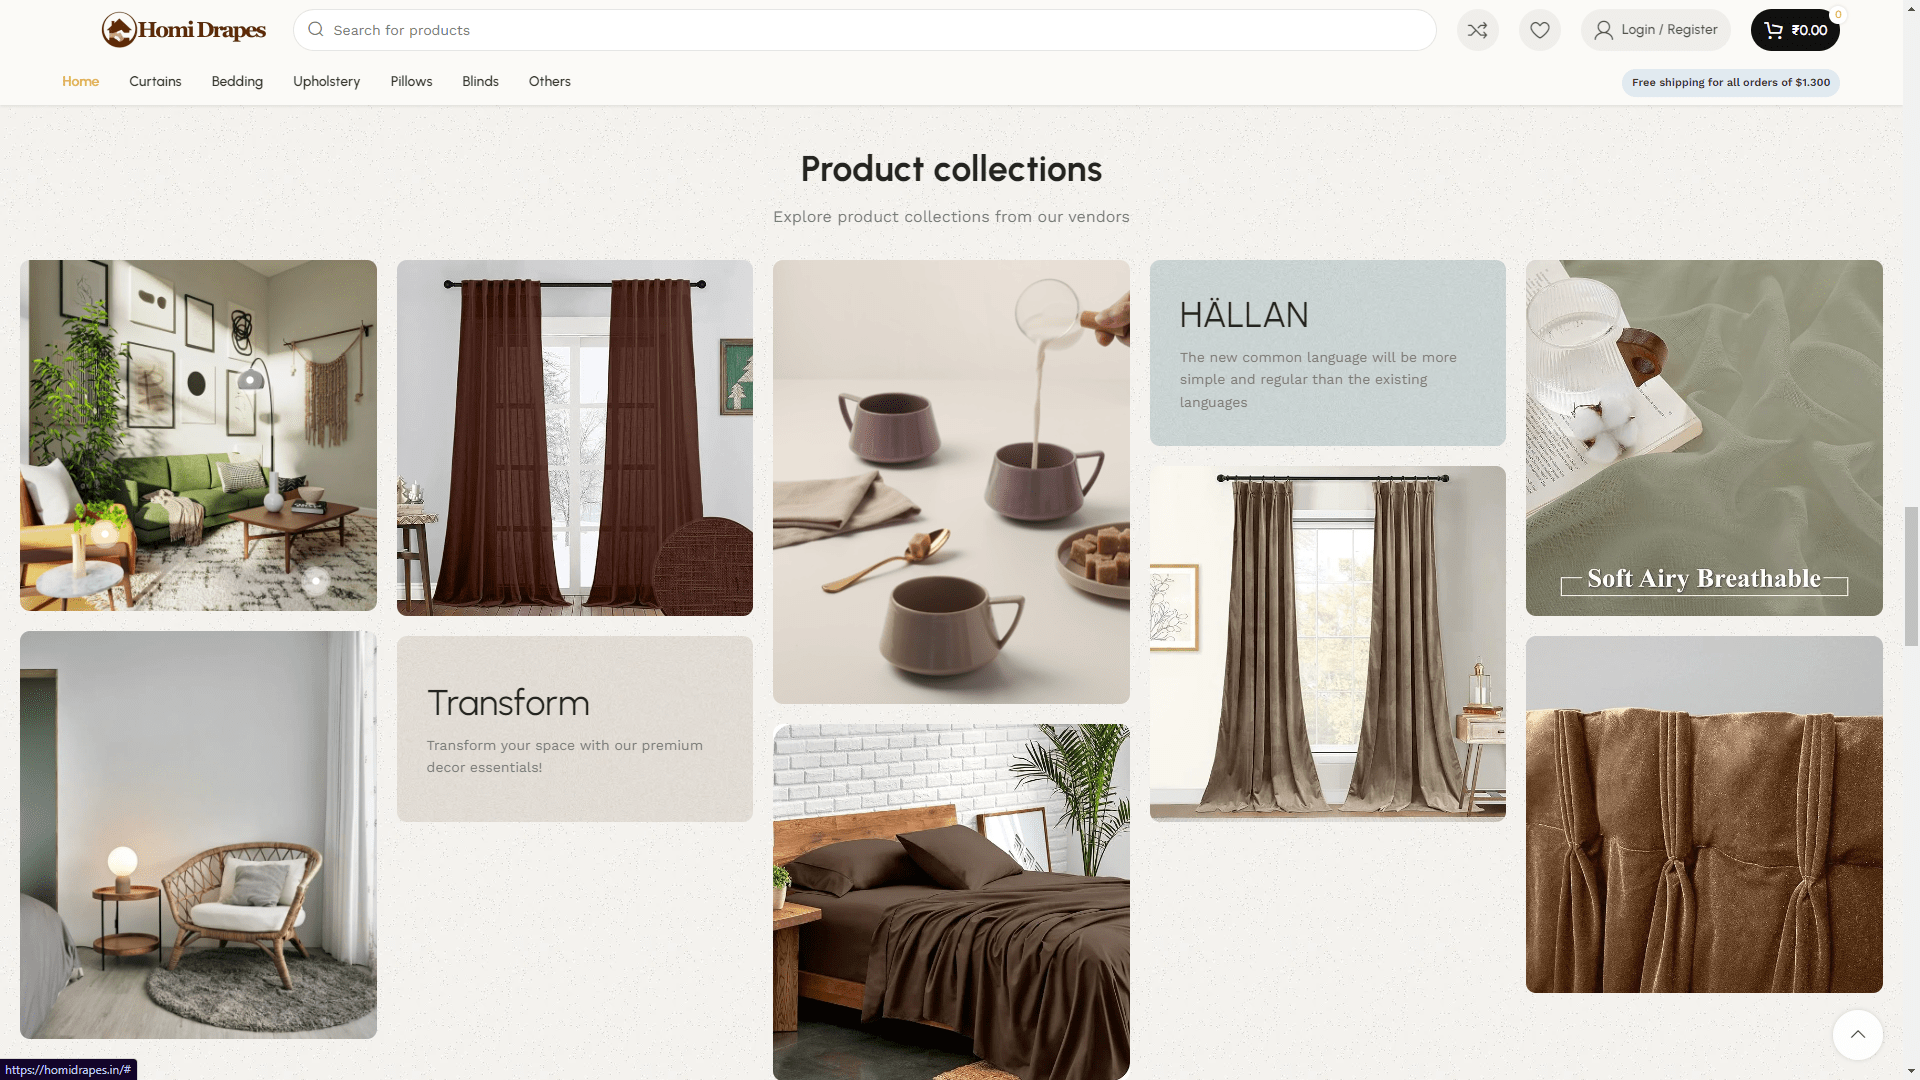 Homi Drapes
Search for products
Login / Register
0
₹0.00
Home
Curtains
Bedding
Upholstery
Pillows
Blinds
Others
Free shipping for all orders of $1.300
Product collections
Explore product collections from our vendors
HÄLLAN
The new common language will be more
simple and regular than the existing
languages
Soft Airy Breathable
Transform
Transform your space with our premium
decor essentials!
https://homidrapes.in/#